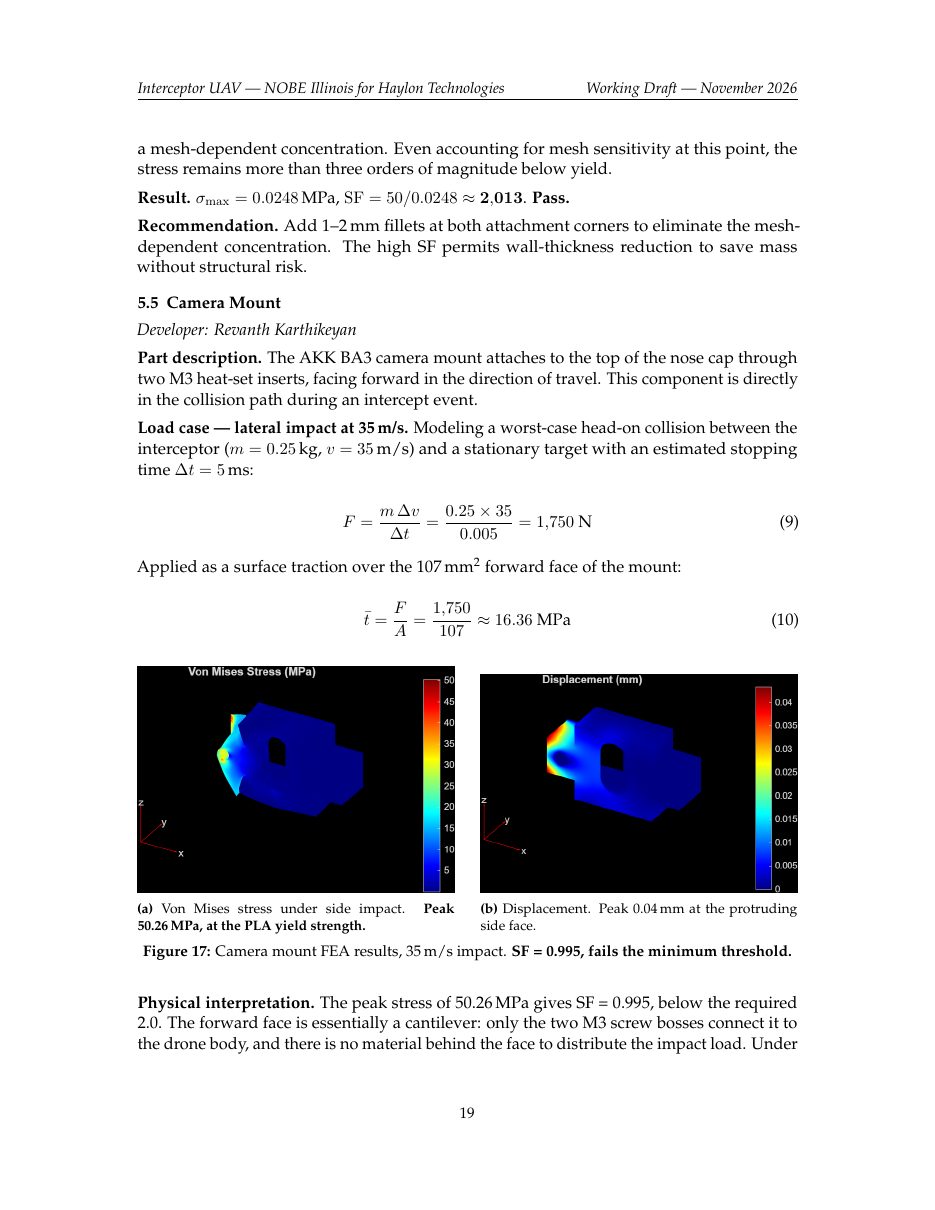 Interceptor UAV — NOBE Illinois for Haylon Technologies Working Draft — November 2026
a mesh-dependent concentration. Even accounting for mesh sensitivity at this point, the
stress remains more than three orders of magnitude below yield.
Result. σmax = 0.0248 MPa, SF = 50/0.0248 ≈ 2,013. Pass.
Recommendation. Add 1–2 mm fillets at both attachment corners to eliminate the mesh-
dependent concentration. The high SF permits wall-thickness reduction to save mass
without structural risk.
5.5 Camera Mount
Developer: Revanth Karthikeyan
Part description. The AKK BA3 camera mount attaches to the top of the nose cap through
two M3 heat-set inserts, facing forward in the direction of travel. This component is directly
in the collision path during an intercept event.
Load case — lateral impact at 35 m/s. Modeling a worst-case head-on collision between the
interceptor (m = 0.25 kg, v = 35 m/s) and a stationary target with an estimated stopping
time Δt = 5 ms:
F = m Δv / Δt = 0.25 × 35 / 0.005 = 1,750 N (9)
Applied as a surface traction over the 107 mm² forward face of the mount:
t̄ = F / A = 1,750 / 107 ≈ 16.36 MPa (10)
Von Mises Stress (MPa)
50
45
40
35
30
25
20
15
10
5
z
y
x
Displacement (mm)
0.04
0.035
0.03
0.025
0.02
0.015
0.01
0.005
0
z
y
x
(a) Von Mises stress under side impact. Peak
50.26 MPa, at the PLA yield strength.
(b) Displacement. Peak 0.04 mm at the protruding
side face.
Figure 17: Camera mount FEA results, 35 m/s impact. SF = 0.995, fails the minimum threshold.
Physical interpretation. The peak stress of 50.26 MPa gives SF = 0.995, below the required
2.0. The forward face is essentially a cantilever: only the two M3 screw bosses connect it to
the drone body, and there is no material behind the face to distribute the impact load. Under
19